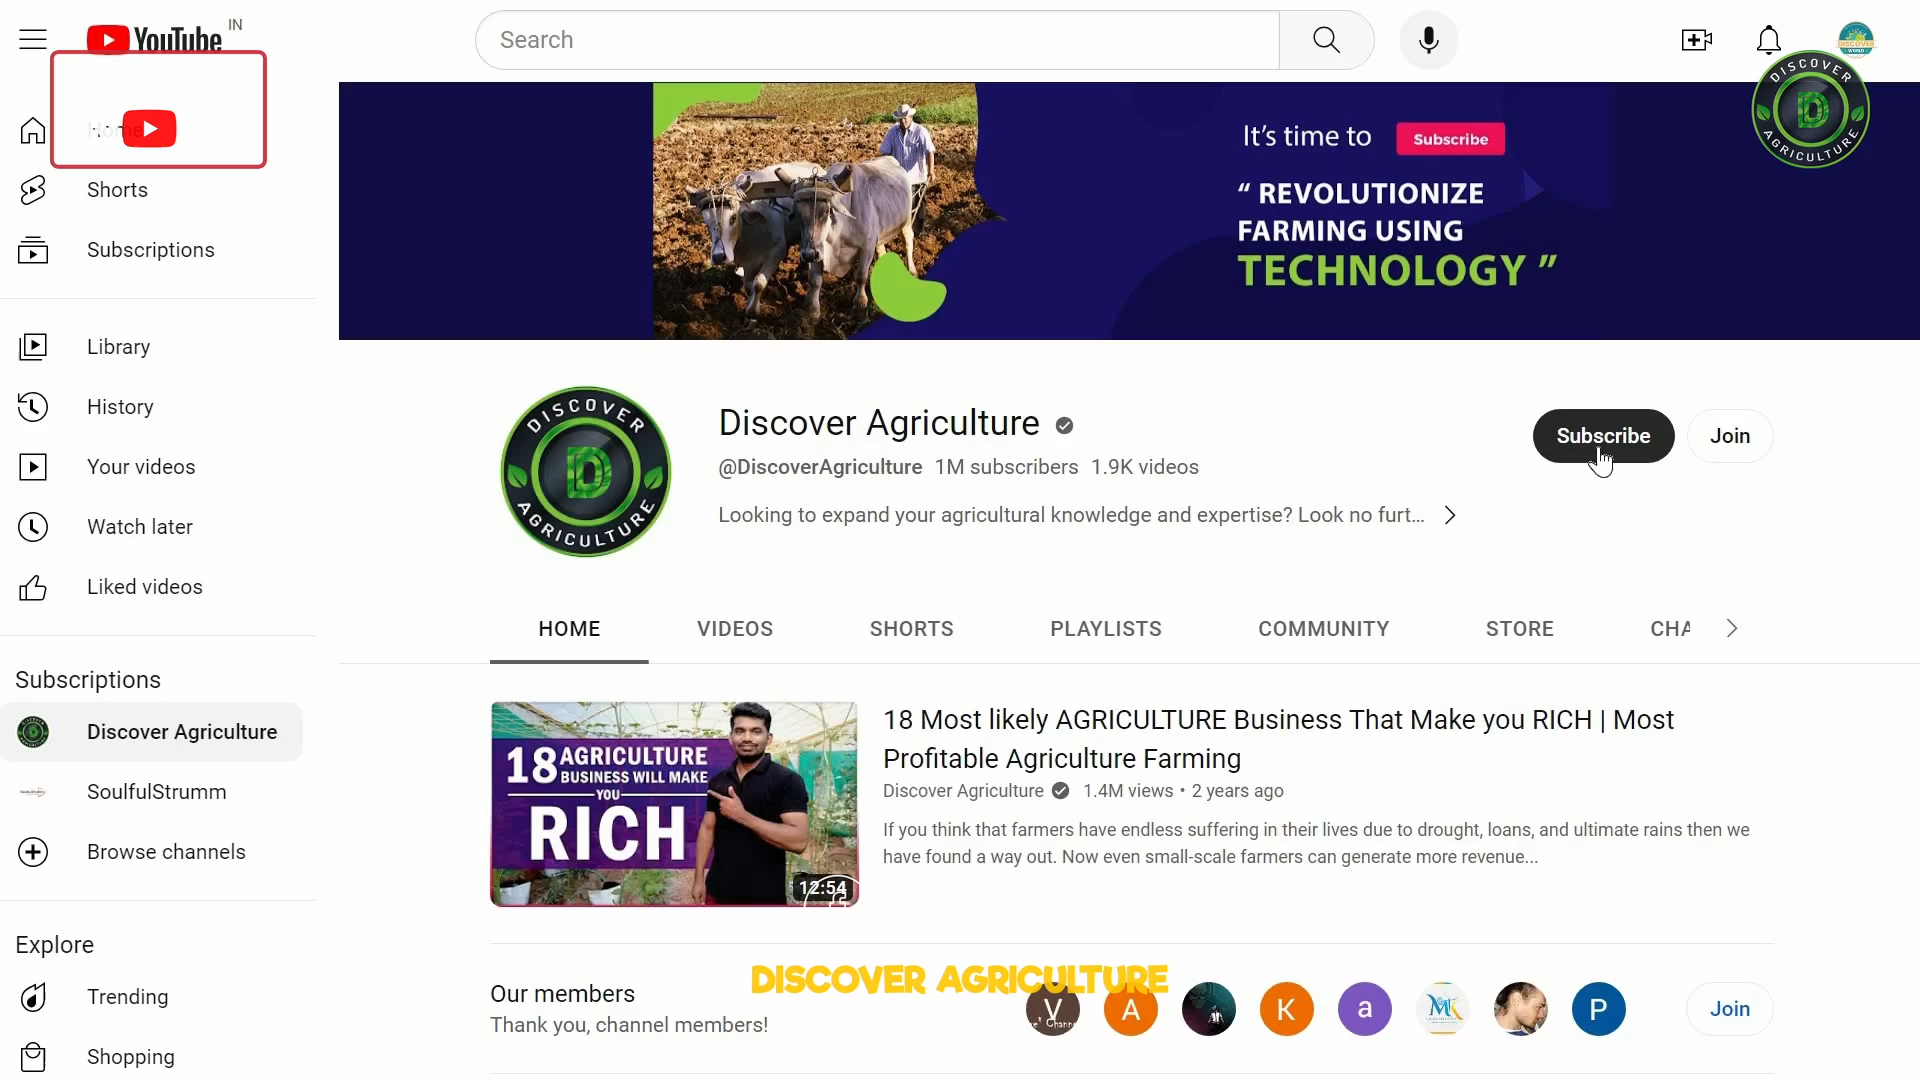 YouTube IN
Search
Home
Shorts
Subscriptions
Library
History
Your videos
Watch later
Liked videos
Subscriptions
Discover Agriculture
SoulfulStrumm
Browse channels
Explore
Trending
Shopping
It's time to Subscribe
“ REVOLUTIONIZE
FARMING USING
TECHNOLOGY ”
DISCOVER
D
AGRICULTURE
DISCOVER
D
AGRICULTURE
Discover Agriculture
@DiscoverAgriculture 1M subscribers 1.9K videos
Looking to expand your agricultural knowledge and expertise? Look no furt...
Subscribe
Join
HOME VIDEOS SHORTS PLAYLISTS COMMUNITY STORE CHA
18 AGRICULTURE
BUSINESS WILL MAKE
YOU
RICH
12:54
18 Most likely AGRICULTURE Business That Make you RICH | Most
Profitable Agriculture Farming
Discover Agriculture 1.4M views • 2 years ago
If you think that farmers have endless suffering in their lives due to drought, loans, and ultimate rains then we
have found a way out. Now even small-scale farmers can generate more revenue...
DISCOVER AGRICULTURE
Our members
Thank you, channel members!
V A K a P
Join